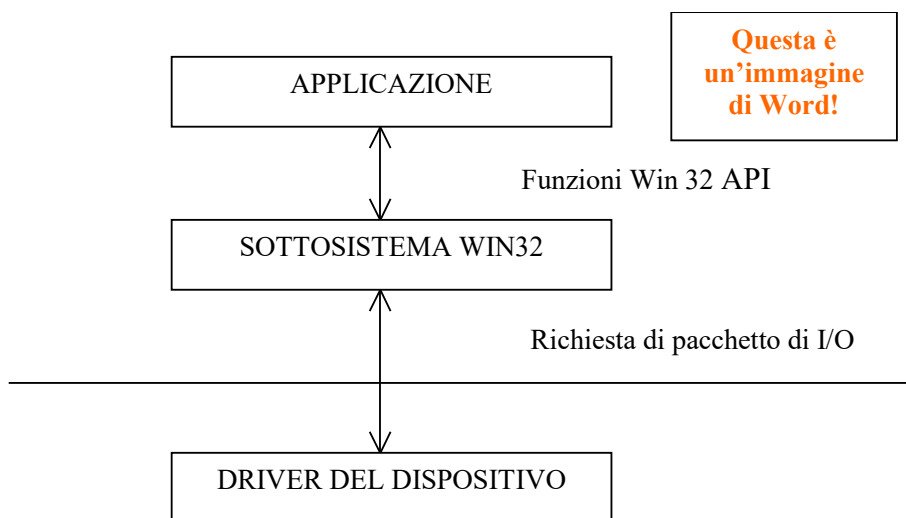 Questa è
un’immagine
di Word!
APPLICAZIONE
Funzioni Win 32 API
SOTTOSISTEMA WIN32
Richiesta di pacchetto di I/O
DRIVER DEL DISPOSITIVO